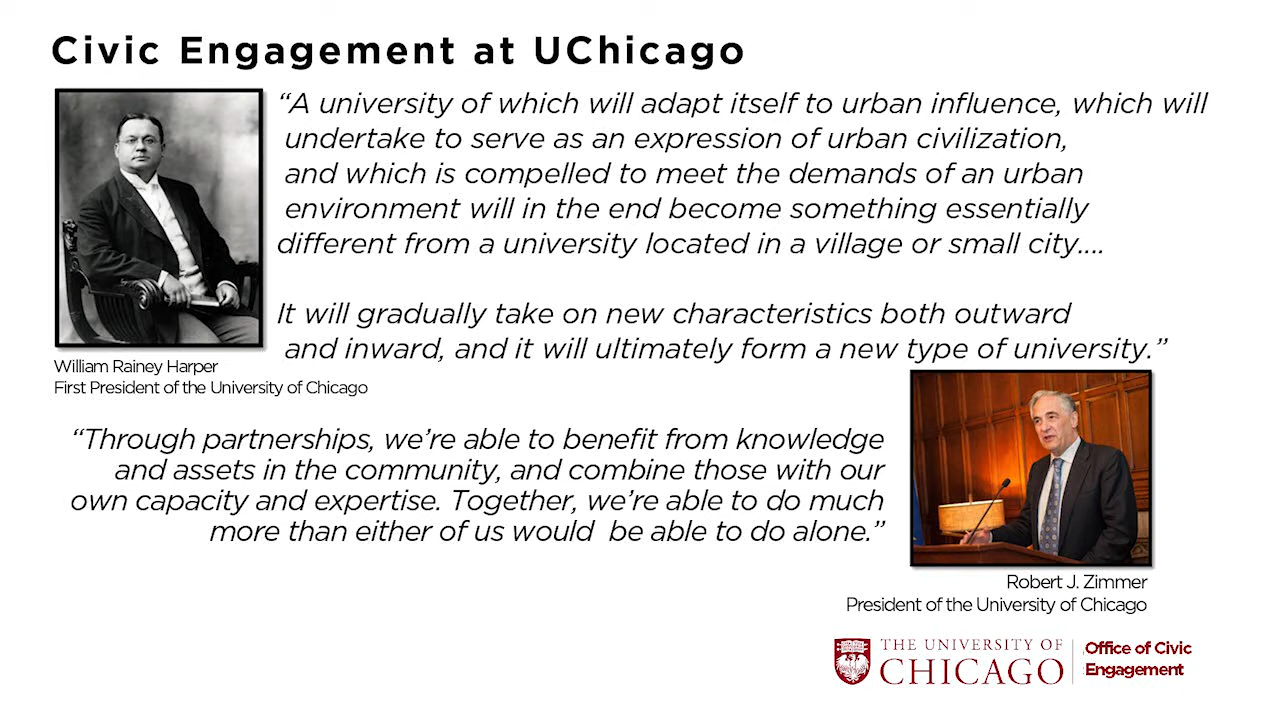 Civic Engagement at UChicago
“A university of which will adapt itself to urban influence, which will
undertake to serve as an expression of urban civilization,
and which is compelled to meet the demands of an urban
environment will in the end become something essentially
different from a university located in a village or small city....
It will gradually take on new characteristics both outward
and inward, and it will ultimately form a new type of university.”
William Rainey Harper
First President of the University of Chicago
“Through partnerships, we’re able to benefit from knowledge
and assets in the community, and combine those with our
own capacity and expertise. Together, we’re able to do much
more than either of us would be able to do alone.”
Robert J. Zimmer
President of the University of Chicago
THE UNIVERSITY OF
CHICAGO
Office of Civic
Engagement